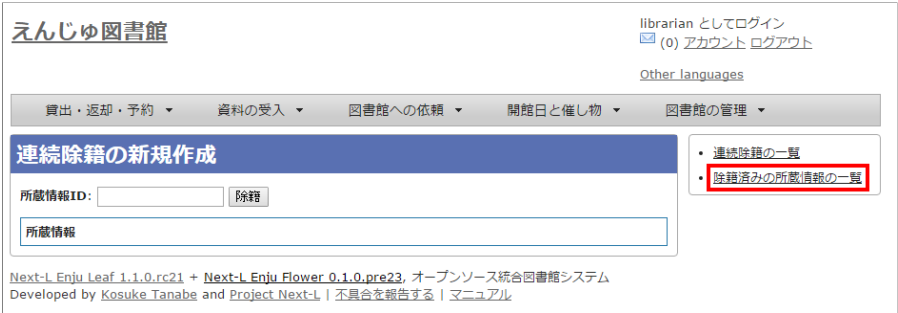 えんじゅ図書館
librarian としてログイン
(0) アカウント ログアウト
Other languages
貸出・返却・予約 ▼ 資料の受入 ▼ 図書館への依頼 ▼ 開館日と催し物 ▼ 図書館の管理 ▼
連続除籍の新規作成
所蔵情報ID: 除籍
所蔵情報
• 連続除籍の一覧
• 除籍済みの所蔵情報の一覧
Next-L Enju Leaf 1.1.0.rc21 + Next-L Enju Flower 0.1.0.pre23, オープンソース統合図書館システム
Developed by Kosuke Tanabe and Project Next-L | 不具合を報告する | マニュアル